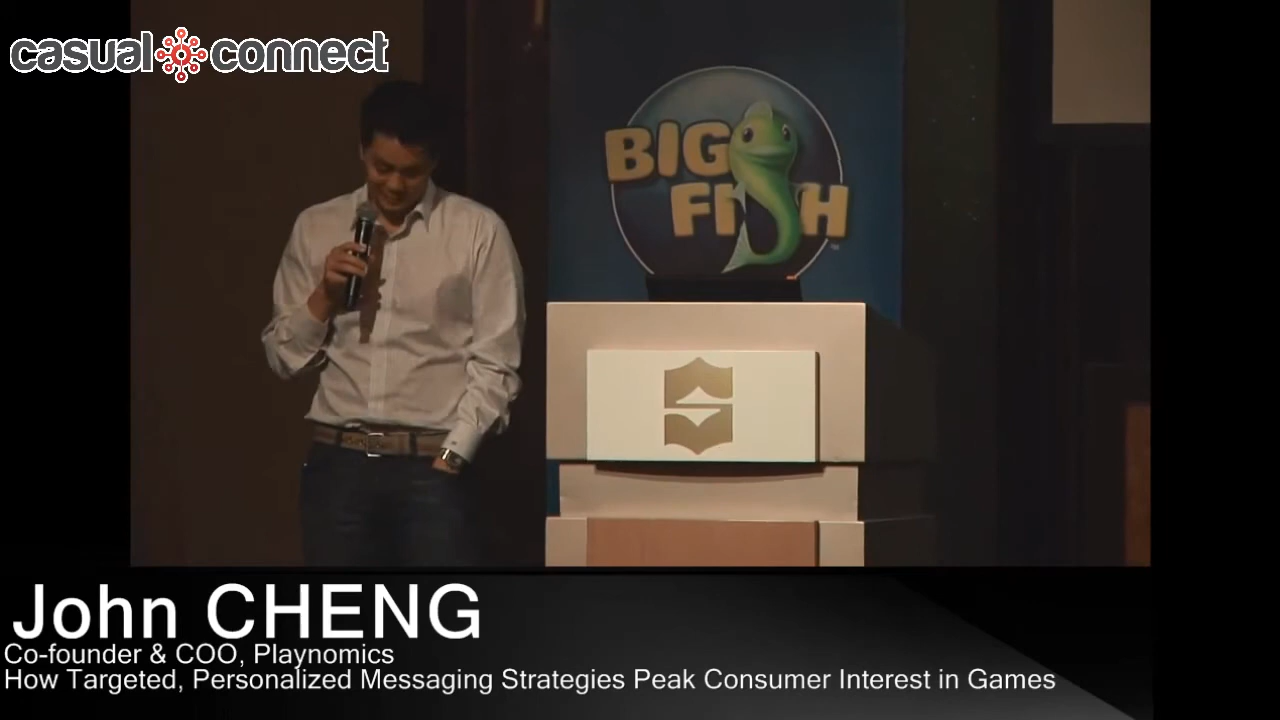 casual connect
BIG
FISH
John CHENG
Co-founder & COO, Playnomics
How Targeted, Personalized Messaging Strategies Peak Consumer Interest in Games